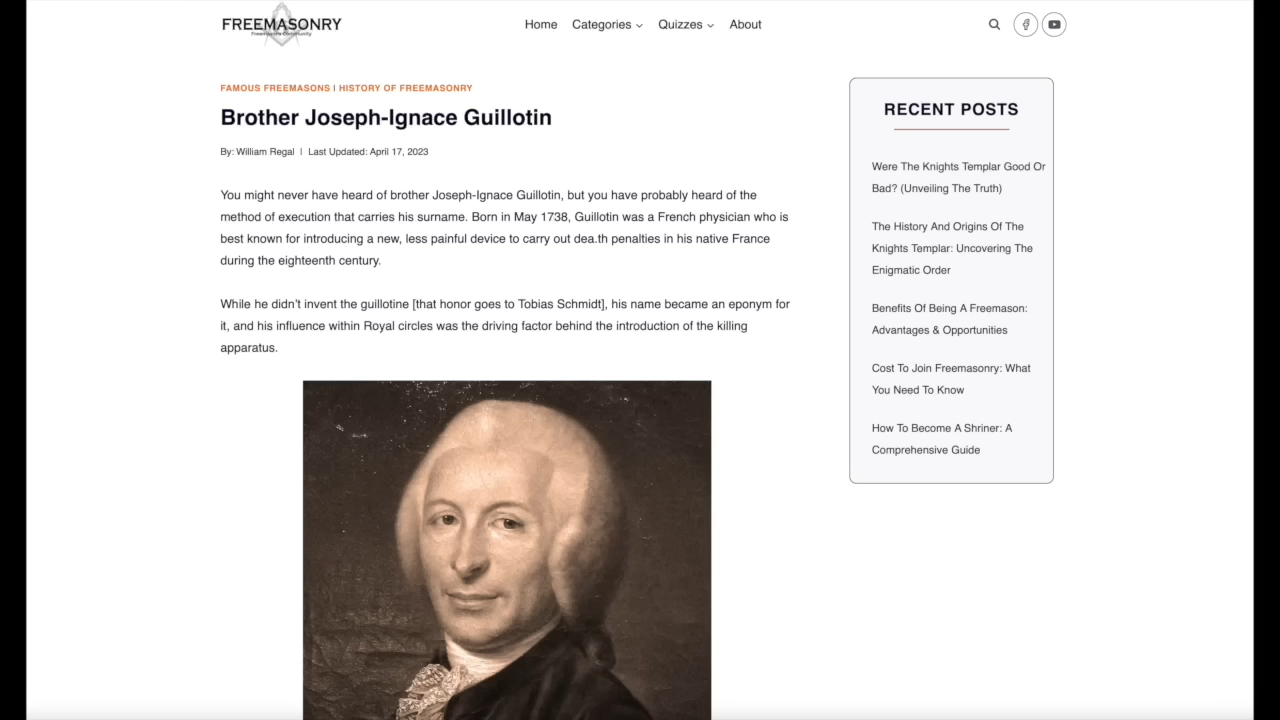 FREEMASONRY
Freemasons Community
Home Categories Quizzes About
FAMOUS FREEMASONS | HISTORY OF FREEMASONRY
Brother Joseph-Ignace Guillotin
By: William Regal | Last Updated: April 17, 2023
You might never have heard of brother Joseph-Ignace Guillotin, but you have probably heard of the
method of execution that carries his surname. Born in May 1738, Guillotin was a French physician who is
best known for introducing a new, less painful device to carry out dea.th penalties in his native France
during the eighteenth century.
While he didn’t invent the guillotine [that honor goes to Tobias Schmidt], his name became an eponym for
it, and his influence within Royal circles was the driving factor behind the introduction of the killing
apparatus.
RECENT POSTS
Were The Knights Templar Good Or
Bad? (Unveiling The Truth)
The History And Origins Of The
Knights Templar: Uncovering The
Enigmatic Order
Benefits Of Being A Freemason:
Advantages & Opportunities
Cost To Join Freemasonry: What
You Need To Know
How To Become A Shriner: A
Comprehensive Guide